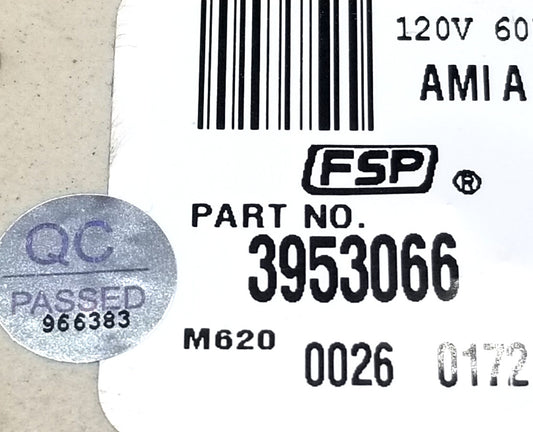 120V 60
AMI A
FSP ®
PART NO.
3953066
QC
PASSED
966383
M620
0026 0172